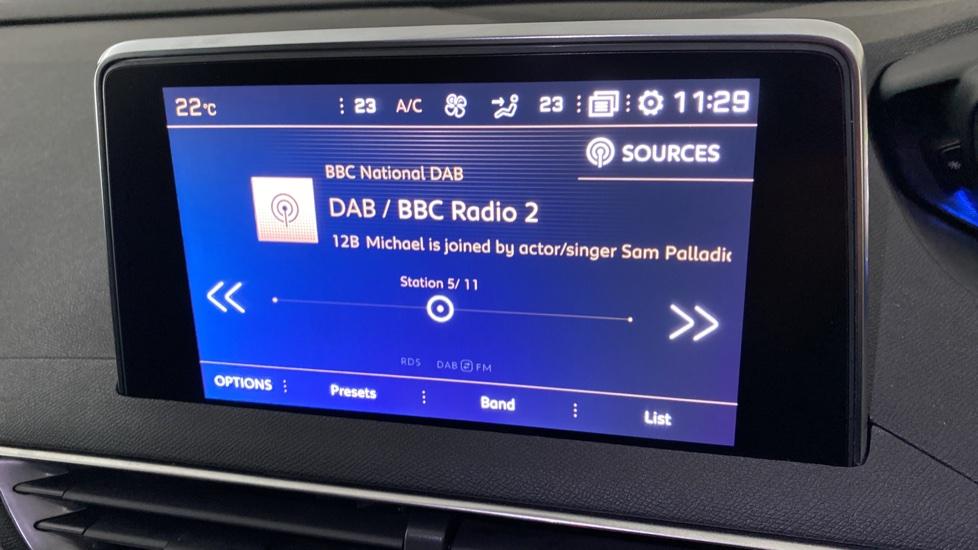 22°C 23 A/C 23 11:29
SOURCES
BBC National DAB
DAB / BBC Radio 2
12B Michael is joined by actor/singer Sam Palladi
Station 5/ 11
RDS DAB FM
OPTIONS Presets Band List